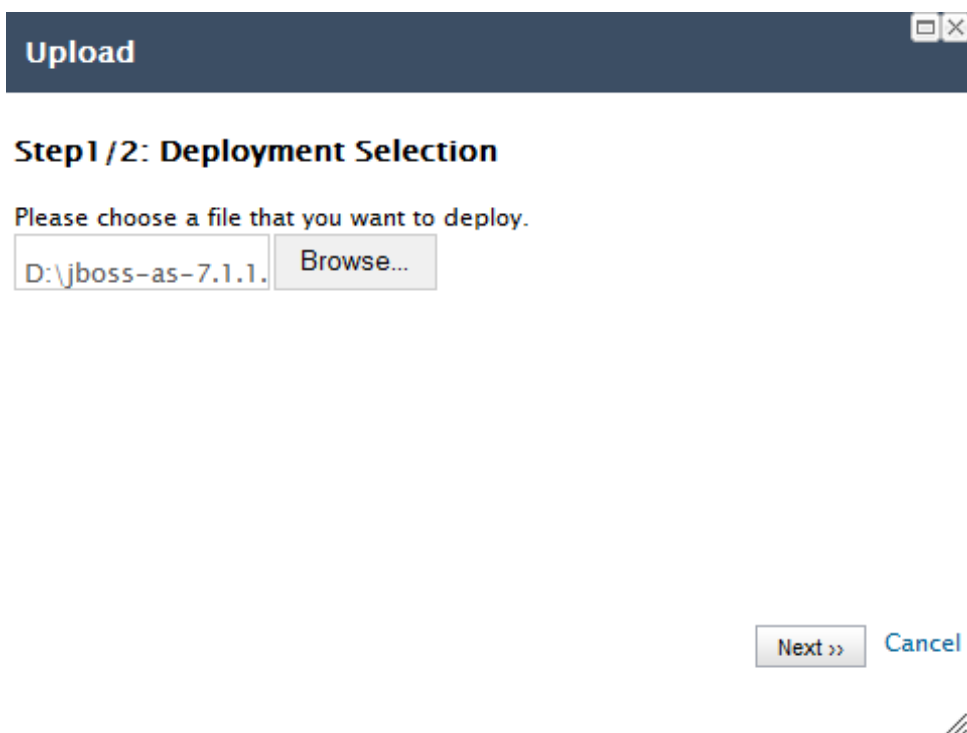 Upload
Step1/2: Deployment Selection
Please choose a file that you want to deploy.
D:\jboss-as-7.1.1. Browse...
Next ›› Cancel